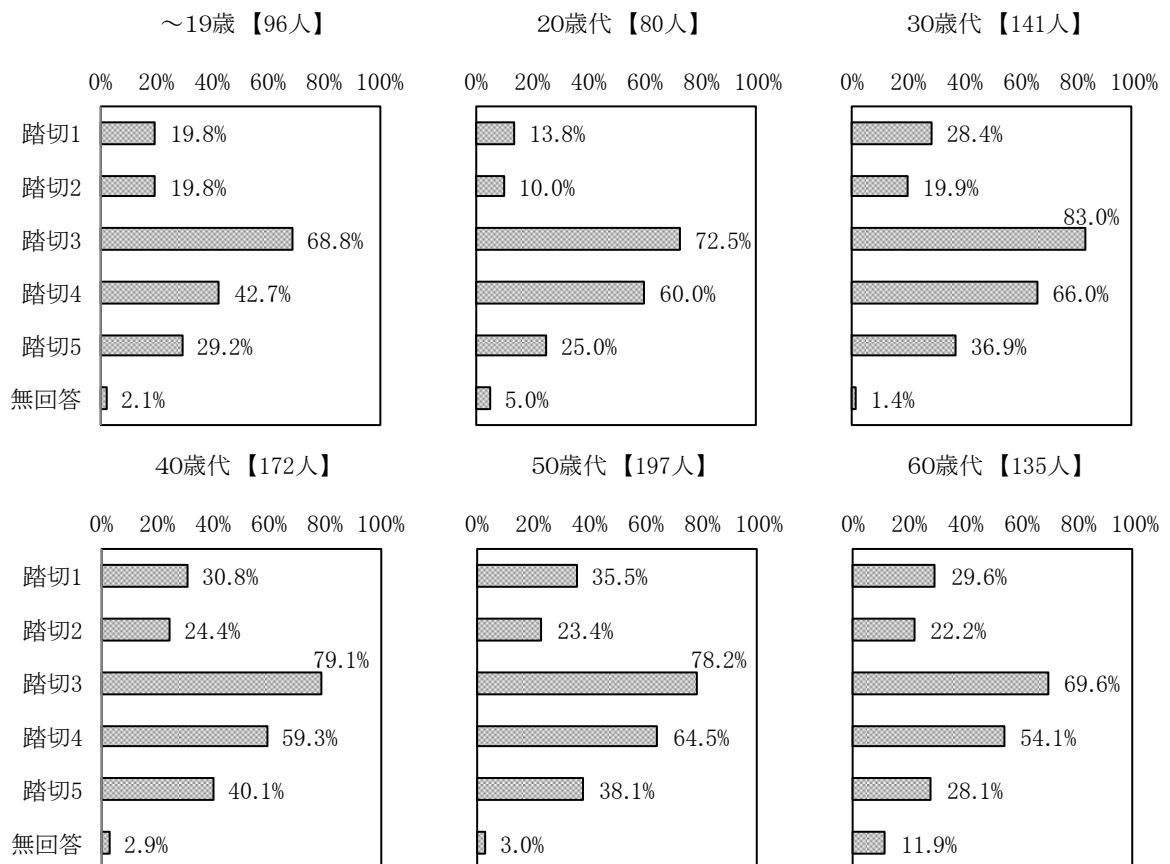 ～19歳【96人】 20歳代【80人】 30歳代【141人】
0% 20% 40% 60% 80% 100% 0% 20% 40% 60% 80% 100% 0% 20% 40% 60% 80% 100%
踏切1 19.8% 13.8% 28.4%
踏切2 19.8% 10.0% 19.9%
83.0%
踏切3 68.8% 72.5%
踏切4 42.7% 60.0% 66.0%
踏切5 29.2% 25.0% 36.9%
無回答 2.1% 5.0% 1.4%
40歳代【172人】 50歳代【197人】 60歳代【135人】
0% 20% 40% 60% 80% 100% 0% 20% 40% 60% 80% 100% 0% 20% 40% 60% 80% 100%
踏切1 30.8% 35.5% 29.6%
踏切2 24.4% 23.4% 22.2%
79.1% 78.2%
踏切3 69.6%
踏切4 59.3% 64.5% 54.1%
踏切5 40.1% 38.1% 28.1%
無回答 2.9% 3.0% 11.9%